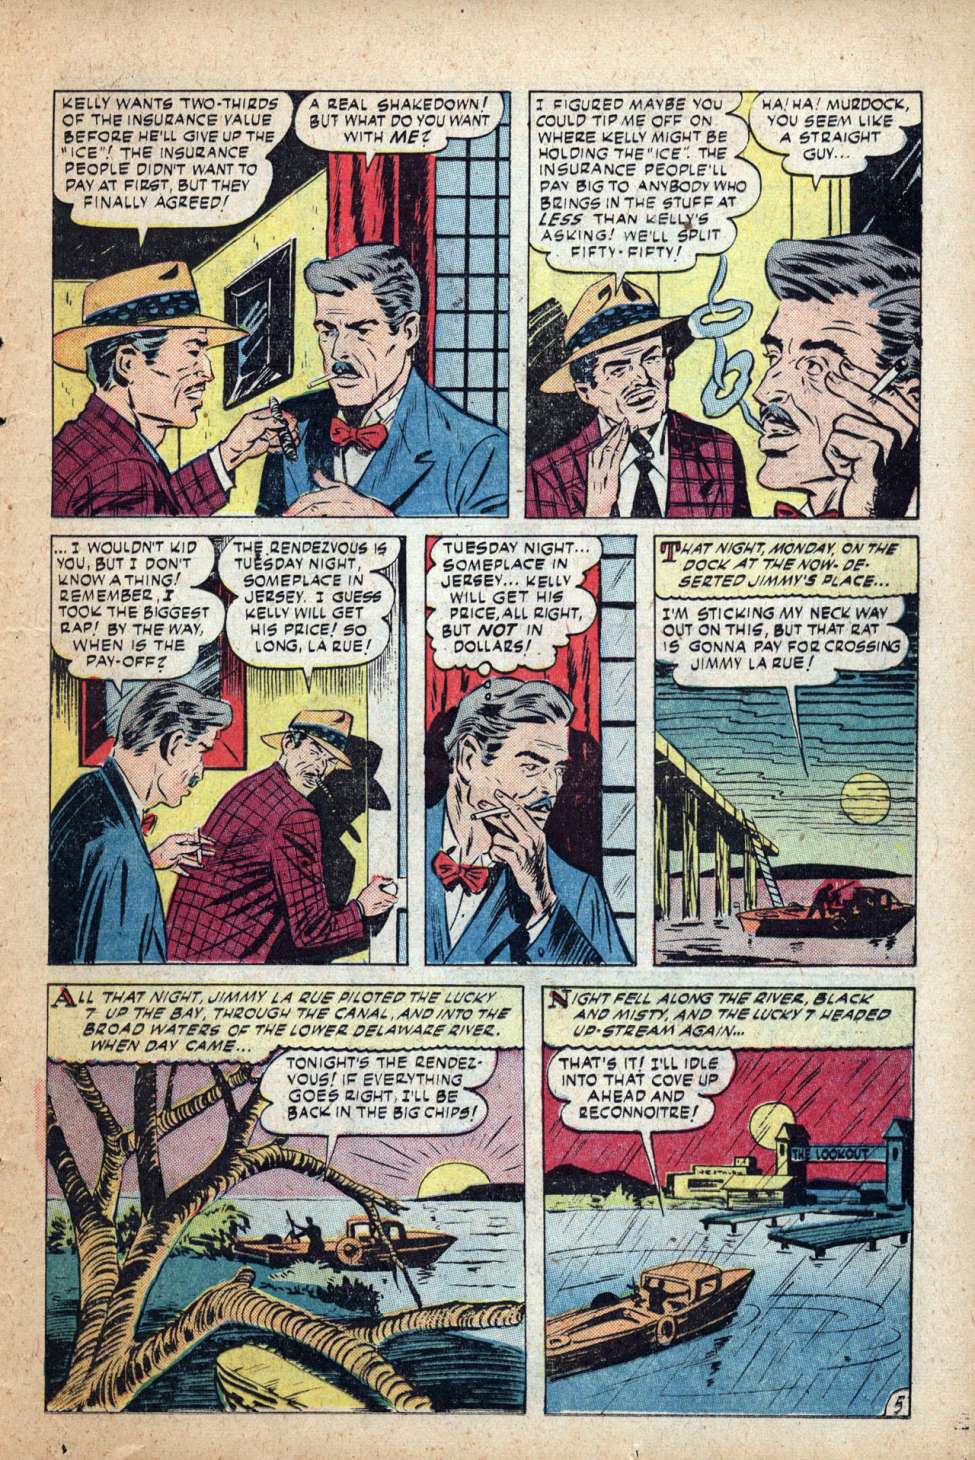 KELLY WANTS TWO-THIRDS
OF THE INSURANCE VALUE
BEFORE HE'LL GIVE UP THE
"ICE"! THE INSURANCE
PEOPLE DIDN'T WANT TO
PAY AT FIRST, BUT THEY
FINALLY AGREED!
A REAL SHAKEDOWN!
BUT WHAT DO YOU WANT
WITH ME?
I FIGURED MAYBE YOU
COULD TIP ME OFF ON
WHERE KELLY MIGHT BE
HOLDING THE "ICE". THE
INSURANCE PEOPLE'LL
PAY BIG TO ANYBODY WHO
BRINGS IN THE STUFF AT
LESS THAN KELLY'S
ASKING! WE'LL SPLIT
FIFTY-FIFTY!
HA! HA! MURDOCK,
YOU SEEM LIKE
A STRAIGHT
GUY...
... I WOULDN'T KID
YOU, BUT I DON'T
KNOW A THING!
REMEMBER, I
TOOK THE BIGGEST
RAP! BY THE WAY,
WHEN IS THE
PAY-OFF?
THE RENDEZVOUS IS
TUESDAY NIGHT,
SOMEPLACE IN
JERSEY. I GUESS
KELLY WILL GET
HIS PRICE! SO
LONG, LA RUE!
TUESDAY NIGHT...
SOMEPLACE IN
JERSEY... KELLY
WILL GET HIS
PRICE, ALL RIGHT,
BUT NOT IN
DOLLARS!
THAT NIGHT, MONDAY, ON THE
DOCK AT THE NOW-DE-
SERTED JIMMY'S PLACE...
I'M STICKING MY NECK WAY
OUT ON THIS, BUT THAT RAT
IS GONNA PAY FOR CROSSING
JIMMY LA RUE!
ALL THAT NIGHT, JIMMY LA RUE PILOTED THE LUCKY
7 UP THE BAY, THROUGH THE CANAL, AND INTO THE
BROAD WATERS OF THE LOWER DELAWARE RIVER.
WHEN DAY CAME...
TONIGHT'S THE RENDEZ-
VOUS! IF EVERYTHING
GOES RIGHT, I'LL BE
BACK IN THE BIG CHIPS!
NIGHT FELL ALONG THE RIVER, BLACK
AND MISTY, AND THE LUCKY 7 HEADED
UP-STREAM AGAIN...
THAT'S IT! I'LL IDLE
INTO THAT COVE UP
AHEAD AND
RECONNOITRE!
THE LOOKOUT
5